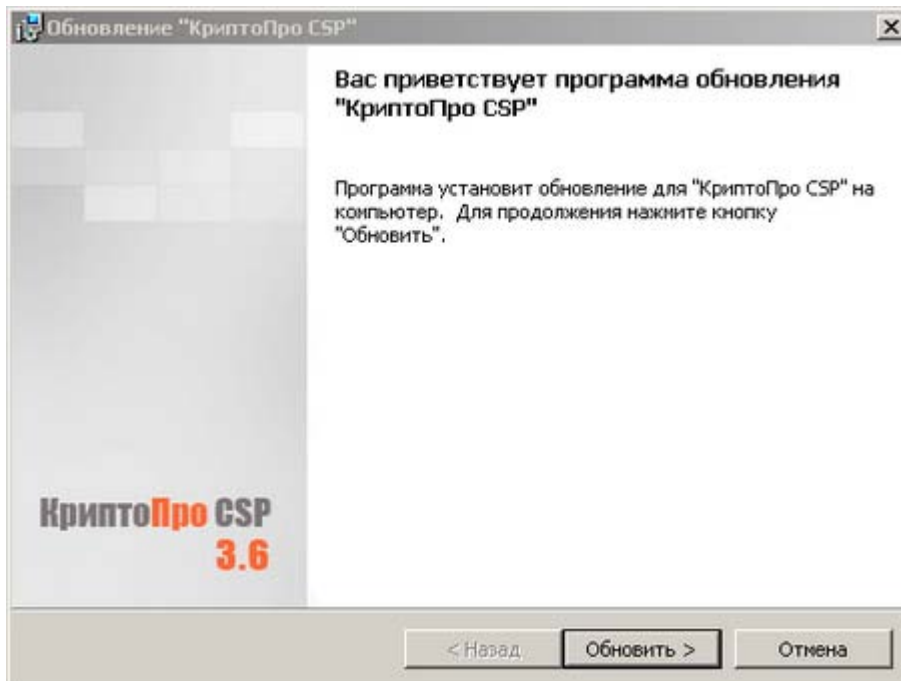 Обновление "КриптоПро CSP"
Вас приветствует программа обновления
"КриптоПро CSP"
Программа установит обновление для "КриптоПро CSP" на
компьютер. Для продолжения нажмите кнопку
"Обновить".
КриптоПро CSP
3.6
< Назад
Обновить >
Отмена